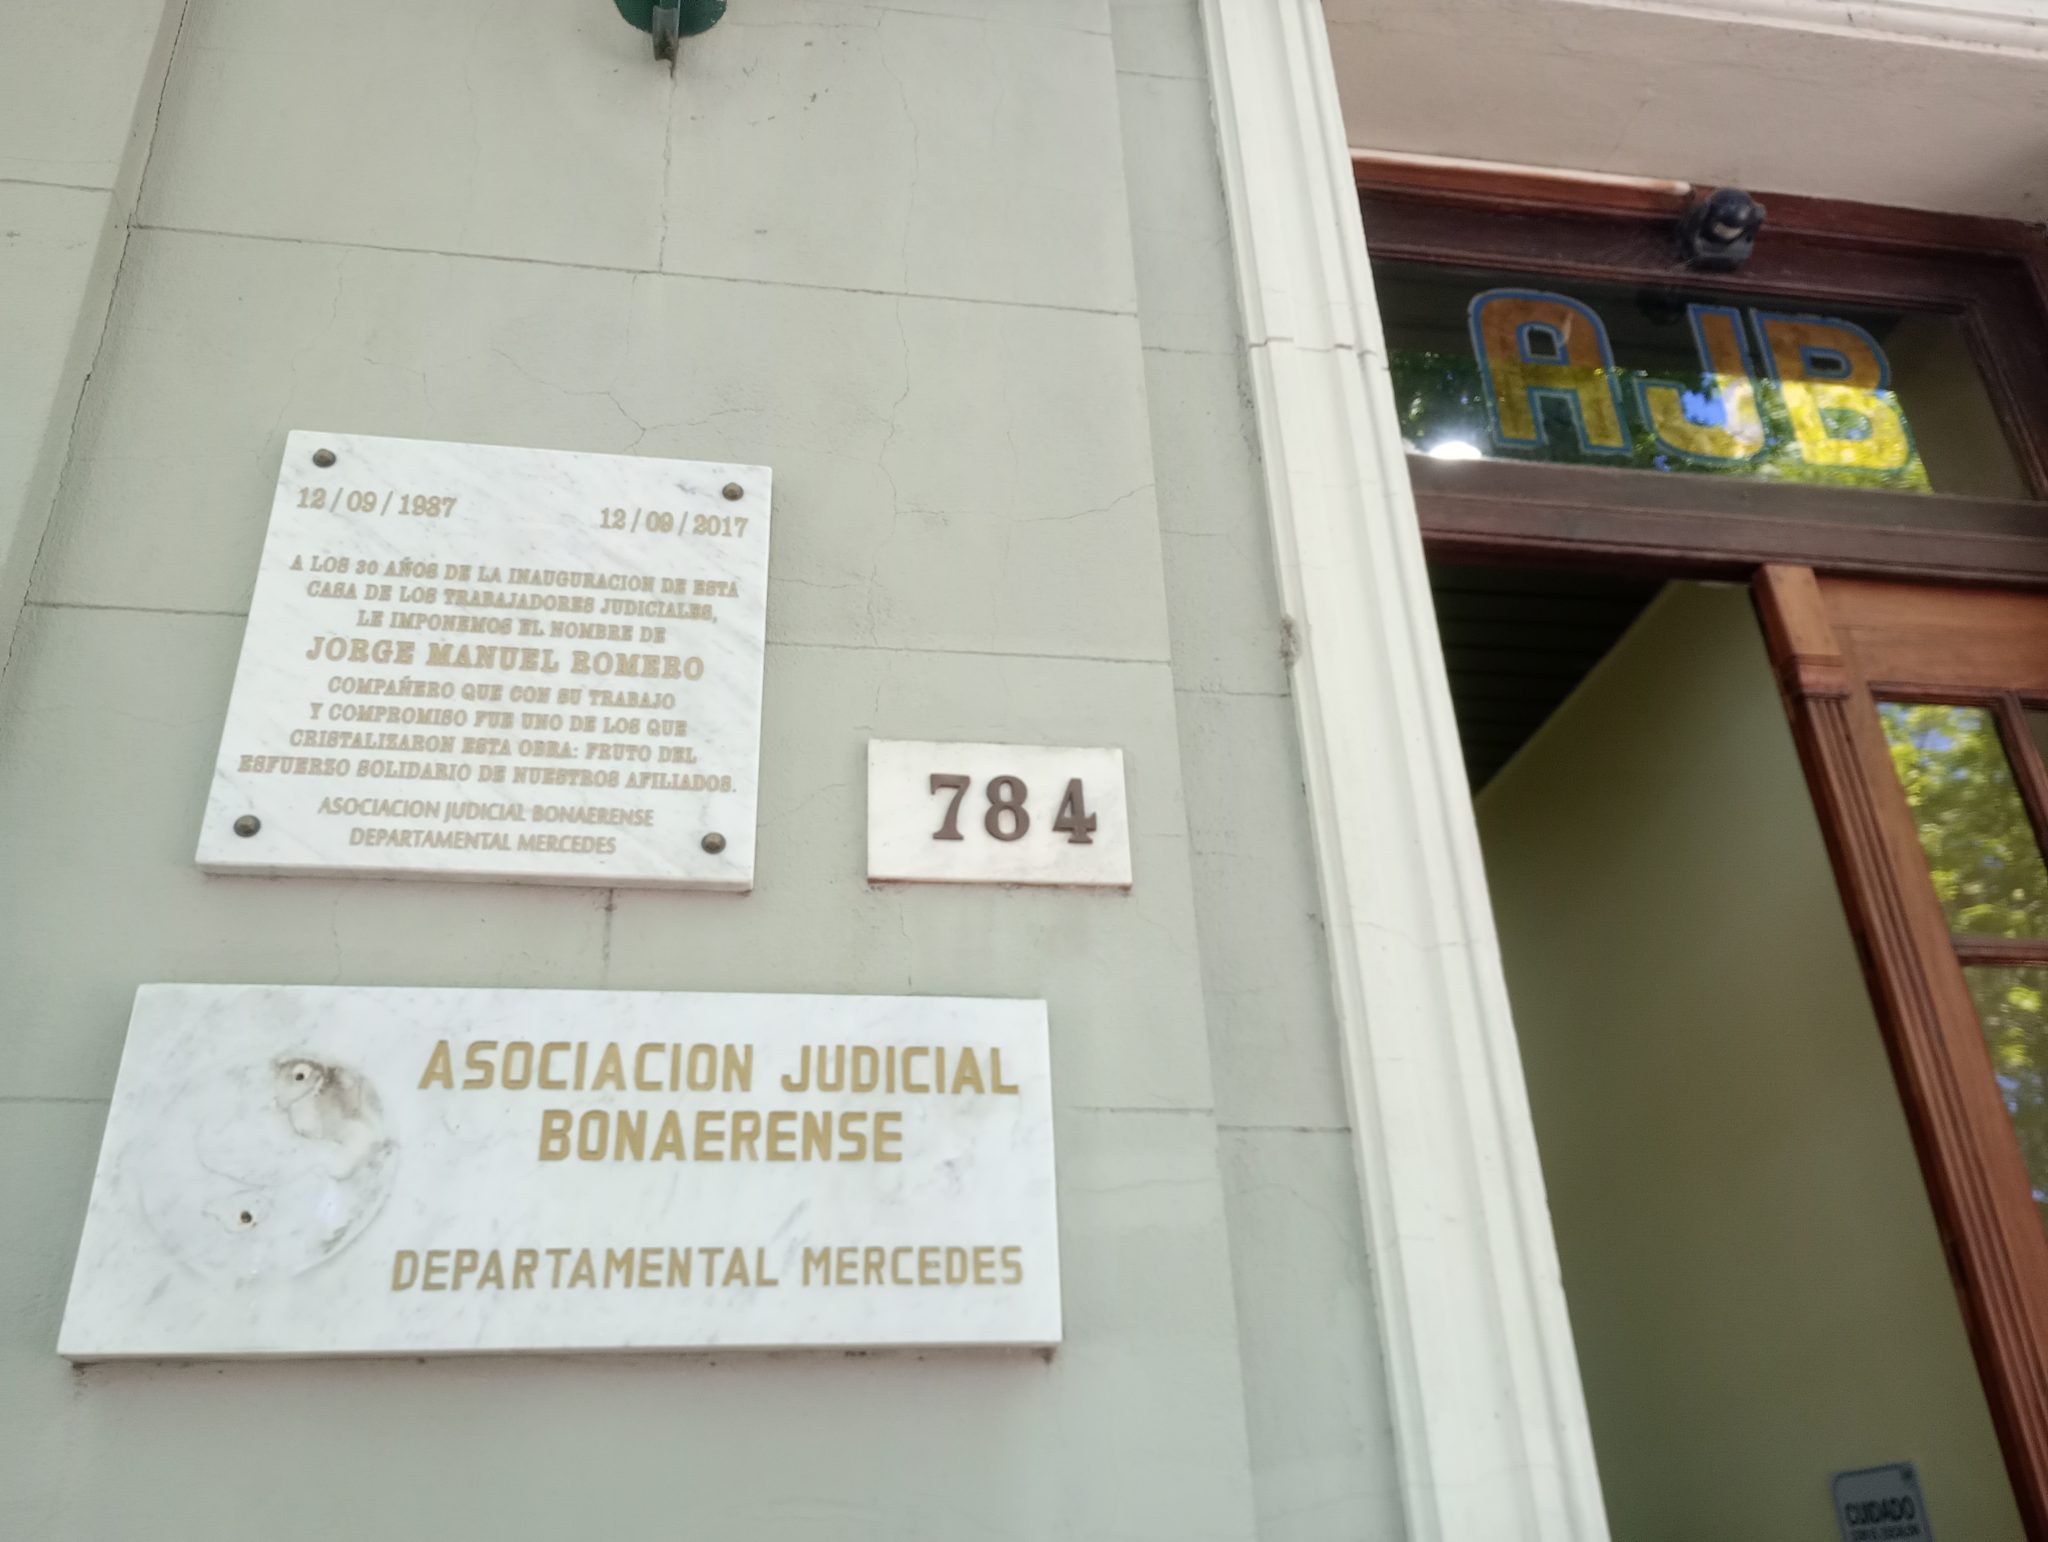 12/09/1987 12/09/2017
A LOS 30 AÑOS DE LA INAUGURACION DE ESTA
CASA DE LOS TRABAJADORES JUDICIALES,
LE IMPONEMOS EL NOMBRE DE
JORGE MANUEL ROMERO
COMPAÑERO QUE CON SU TRABAJO
Y COMPROMISO FUE UNO DE LOS QUE
CRISTALIZARON ESTA OBRA: FRUTO DEL
ESFUERZO SOLIDARIO DE NUESTROS AFILIADOS.
ASOCIACION JUDICIAL BONAERENSE
DEPARTAMENTAL MERCEDES
784
ASOCIACION JUDICIAL
BONAERENSE
DEPARTAMENTAL MERCEDES
AJB
CUIDADO
CON EL ESCALON